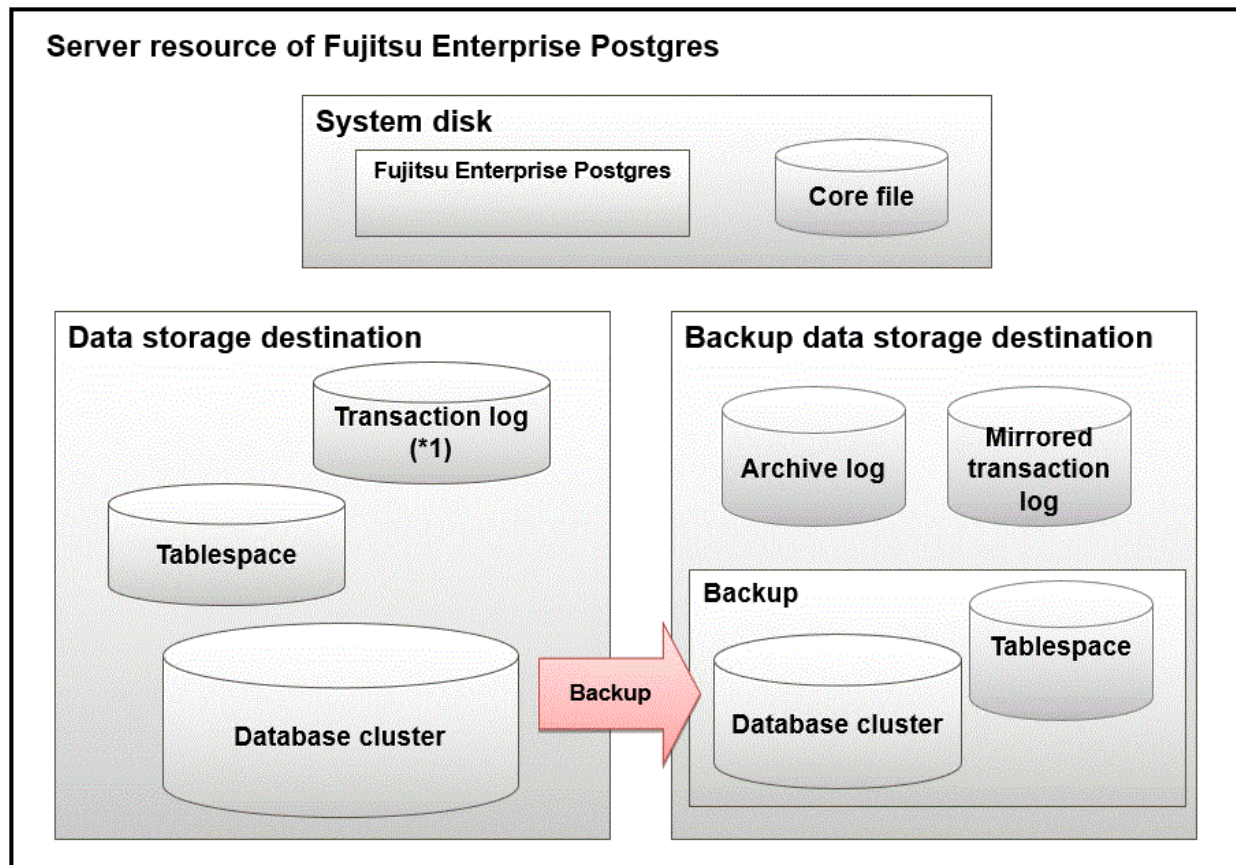 Server resource of Fujitsu Enterprise Postgres
System disk
Fujitsu Enterprise Postgres
Core file
Data storage destination
Transaction log
(*1)
Tablespace
Database cluster
Backup
Backup data storage destination
Archive log
Mirrored
transaction
log
Backup
Tablespace
Database cluster